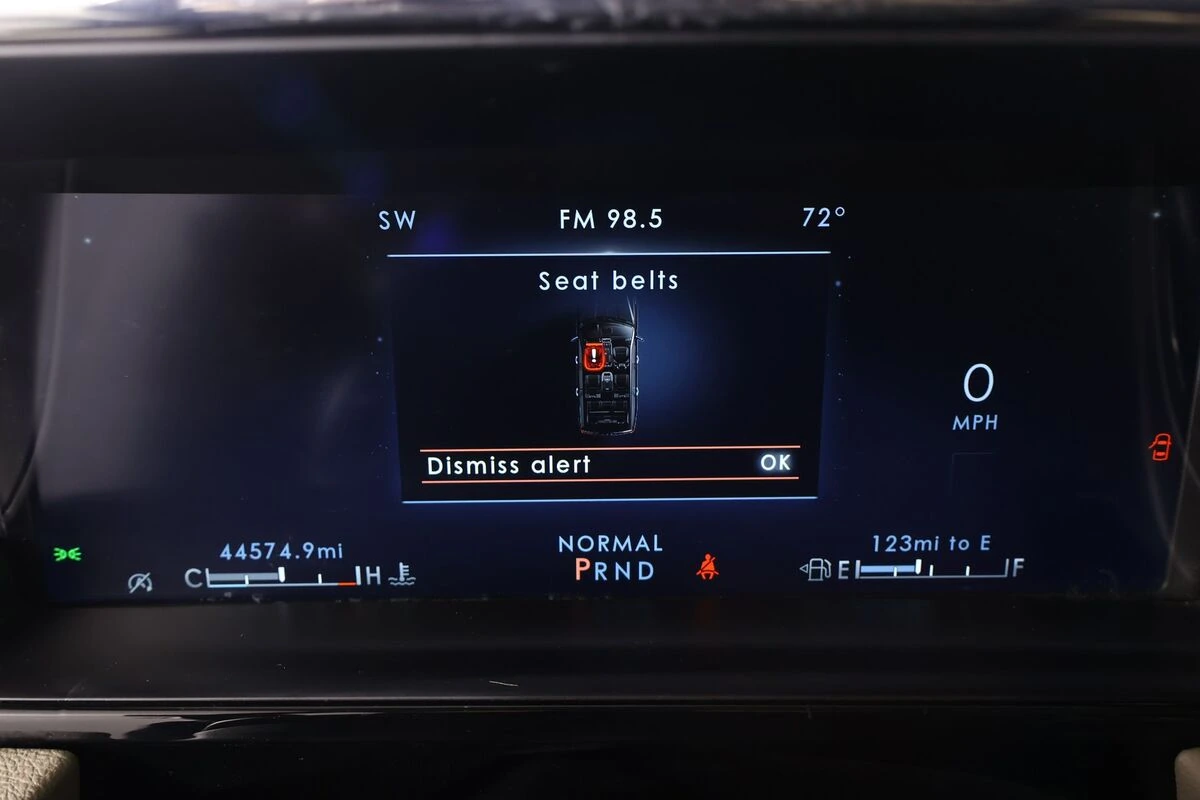 SW FM 98.5 72°
Seat belts
!
Dismiss alert OK
0
MPH
44574.9mi
C H
NORMAL
PRND
123mi to E
E F